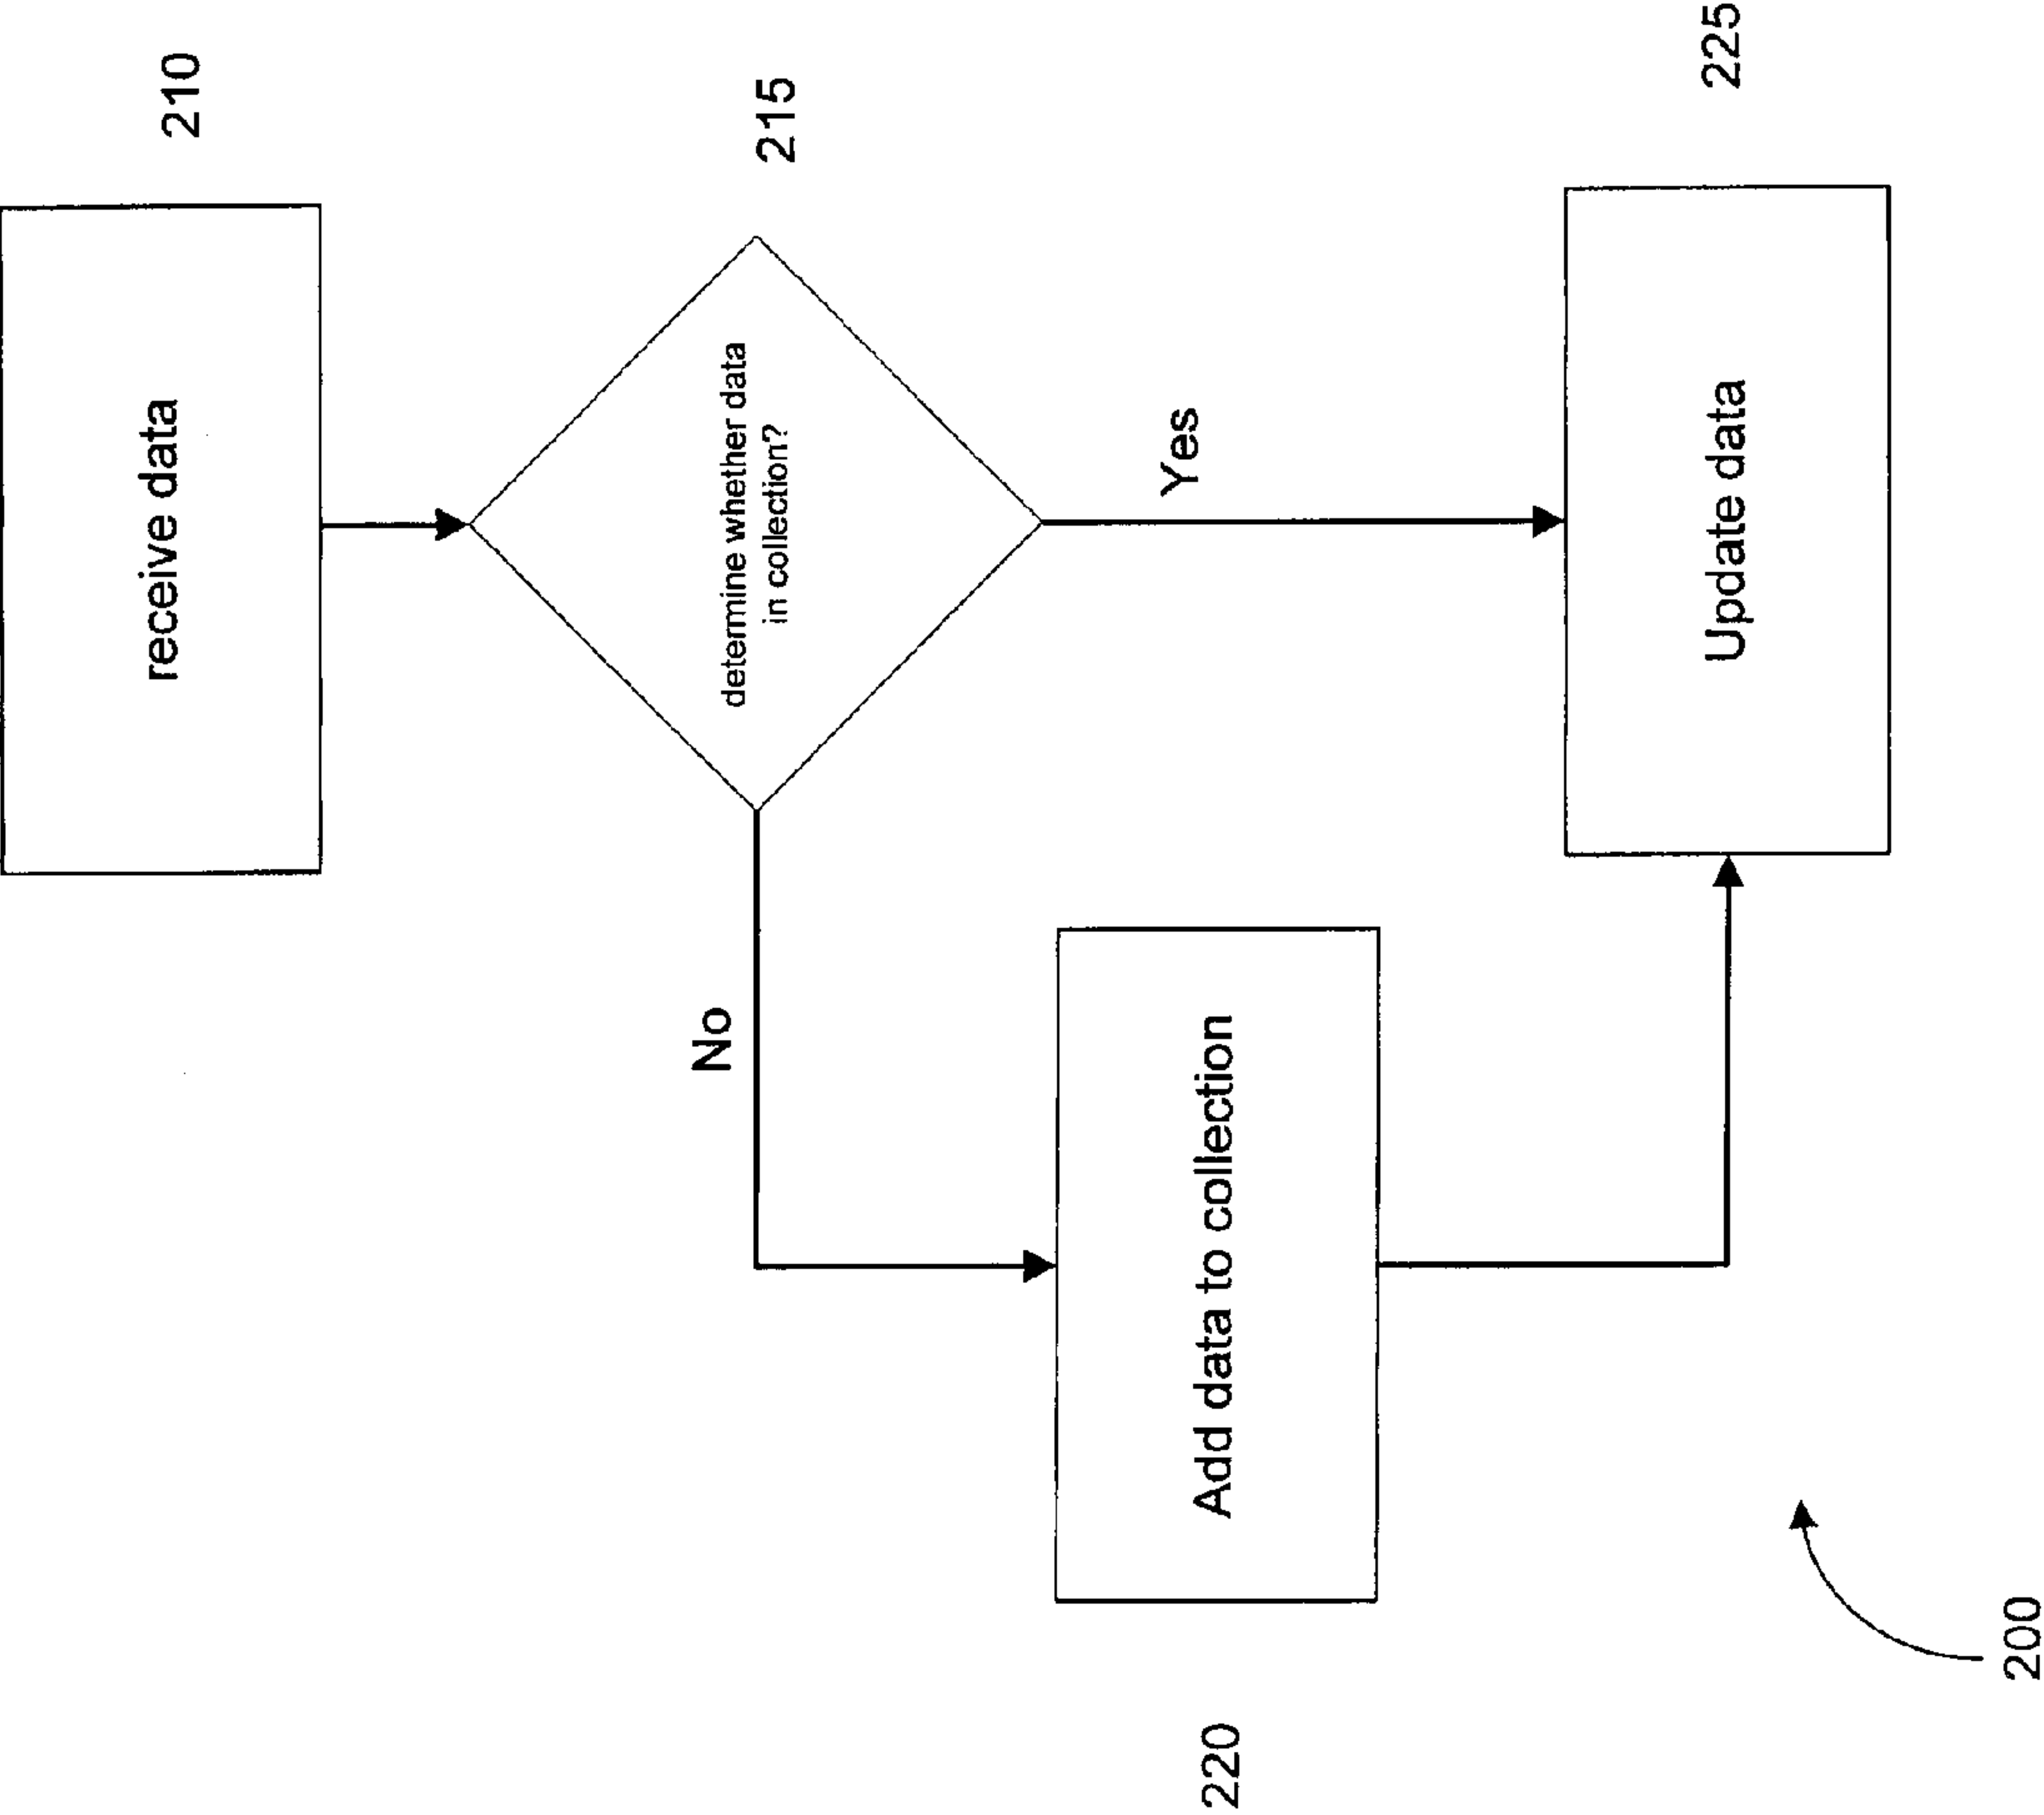 receive data
210
determine whether data
in collection?
215
No
Yes
Add data to collection
220
Update data
225
200